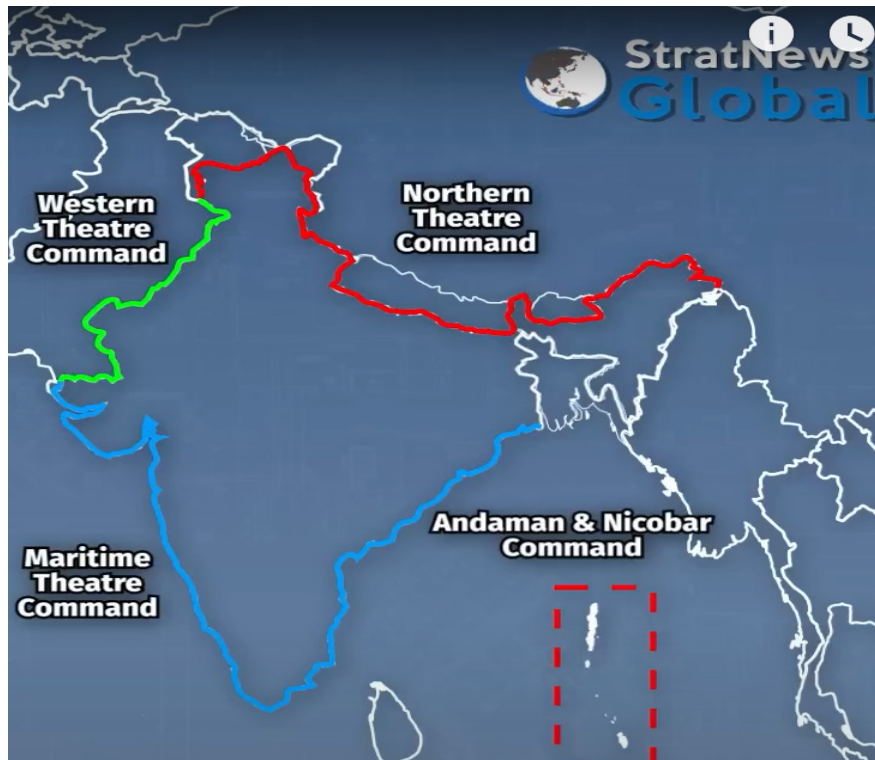 StratNews
Global
Western
Theatre
Command
Northern
Theatre
Command
Andaman & Nicobar
Command
Maritime
Theatre
Command